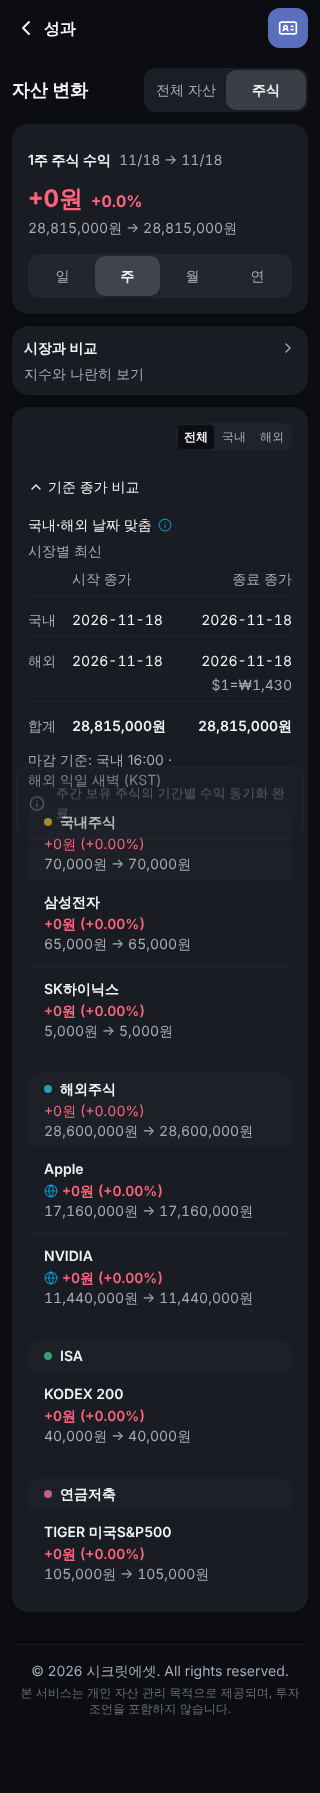 성과
자산 변화
전체 자산
주식
1주 주식 수익 11/18 → 11/18
+0원 +0.0%
28,815,000원 → 28,815,000원
일
주
월
연
시장과 비교
지수와 나란히 보기
전체
국내
해외
기준 종가 비교
국내·해외 날짜 맞춤
시장별 최신
시작 종가
종료 종가
국내 2026-11-18 2026-11-18
해외 2026-11-18 2026-11-18
$1=₩1,430
합계 28,815,000원 28,815,000원
마감 기준: 국내 16:00 ·
해외 익일 새벽 (KST)
주간 보유 주식의 기간별 수익 동기화 완
료
국내주식
+0원 (+0.00%)
70,000원 → 70,000원
삼성전자
+0원 (+0.00%)
65,000원 → 65,000원
SK하이닉스
+0원 (+0.00%)
5,000원 → 5,000원
해외주식
+0원 (+0.00%)
28,600,000원 → 28,600,000원
Apple
+0원 (+0.00%)
17,160,000원 → 17,160,000원
NVIDIA
+0원 (+0.00%)
11,440,000원 → 11,440,000원
ISA
KODEX 200
+0원 (+0.00%)
40,000원 → 40,000원
연금저축
TIGER 미국S&P500
+0원 (+0.00%)
105,000원 → 105,000원
© 2026 시크릿에셋. All rights reserved.
본 서비스는 개인 자산 관리 목적으로 제공되며, 투자
조언을 포함하지 않습니다.